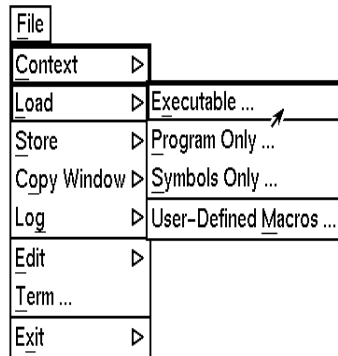 File
Context
Load
Executable ...
Store
Program Only ...
Copy Window
Symbols Only ...
Log
User-Defined Macros ...
Edit
Term ...
Exit